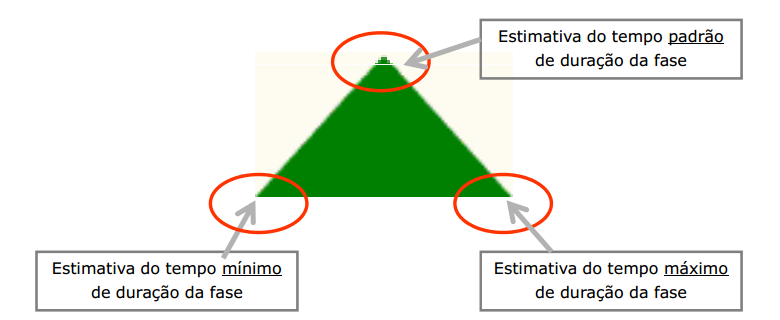 Estimativa do tempo padrão
de duração da fase
Estimativa do tempo mínimo
de duração da fase
Estimativa do tempo máximo
de duração da fase